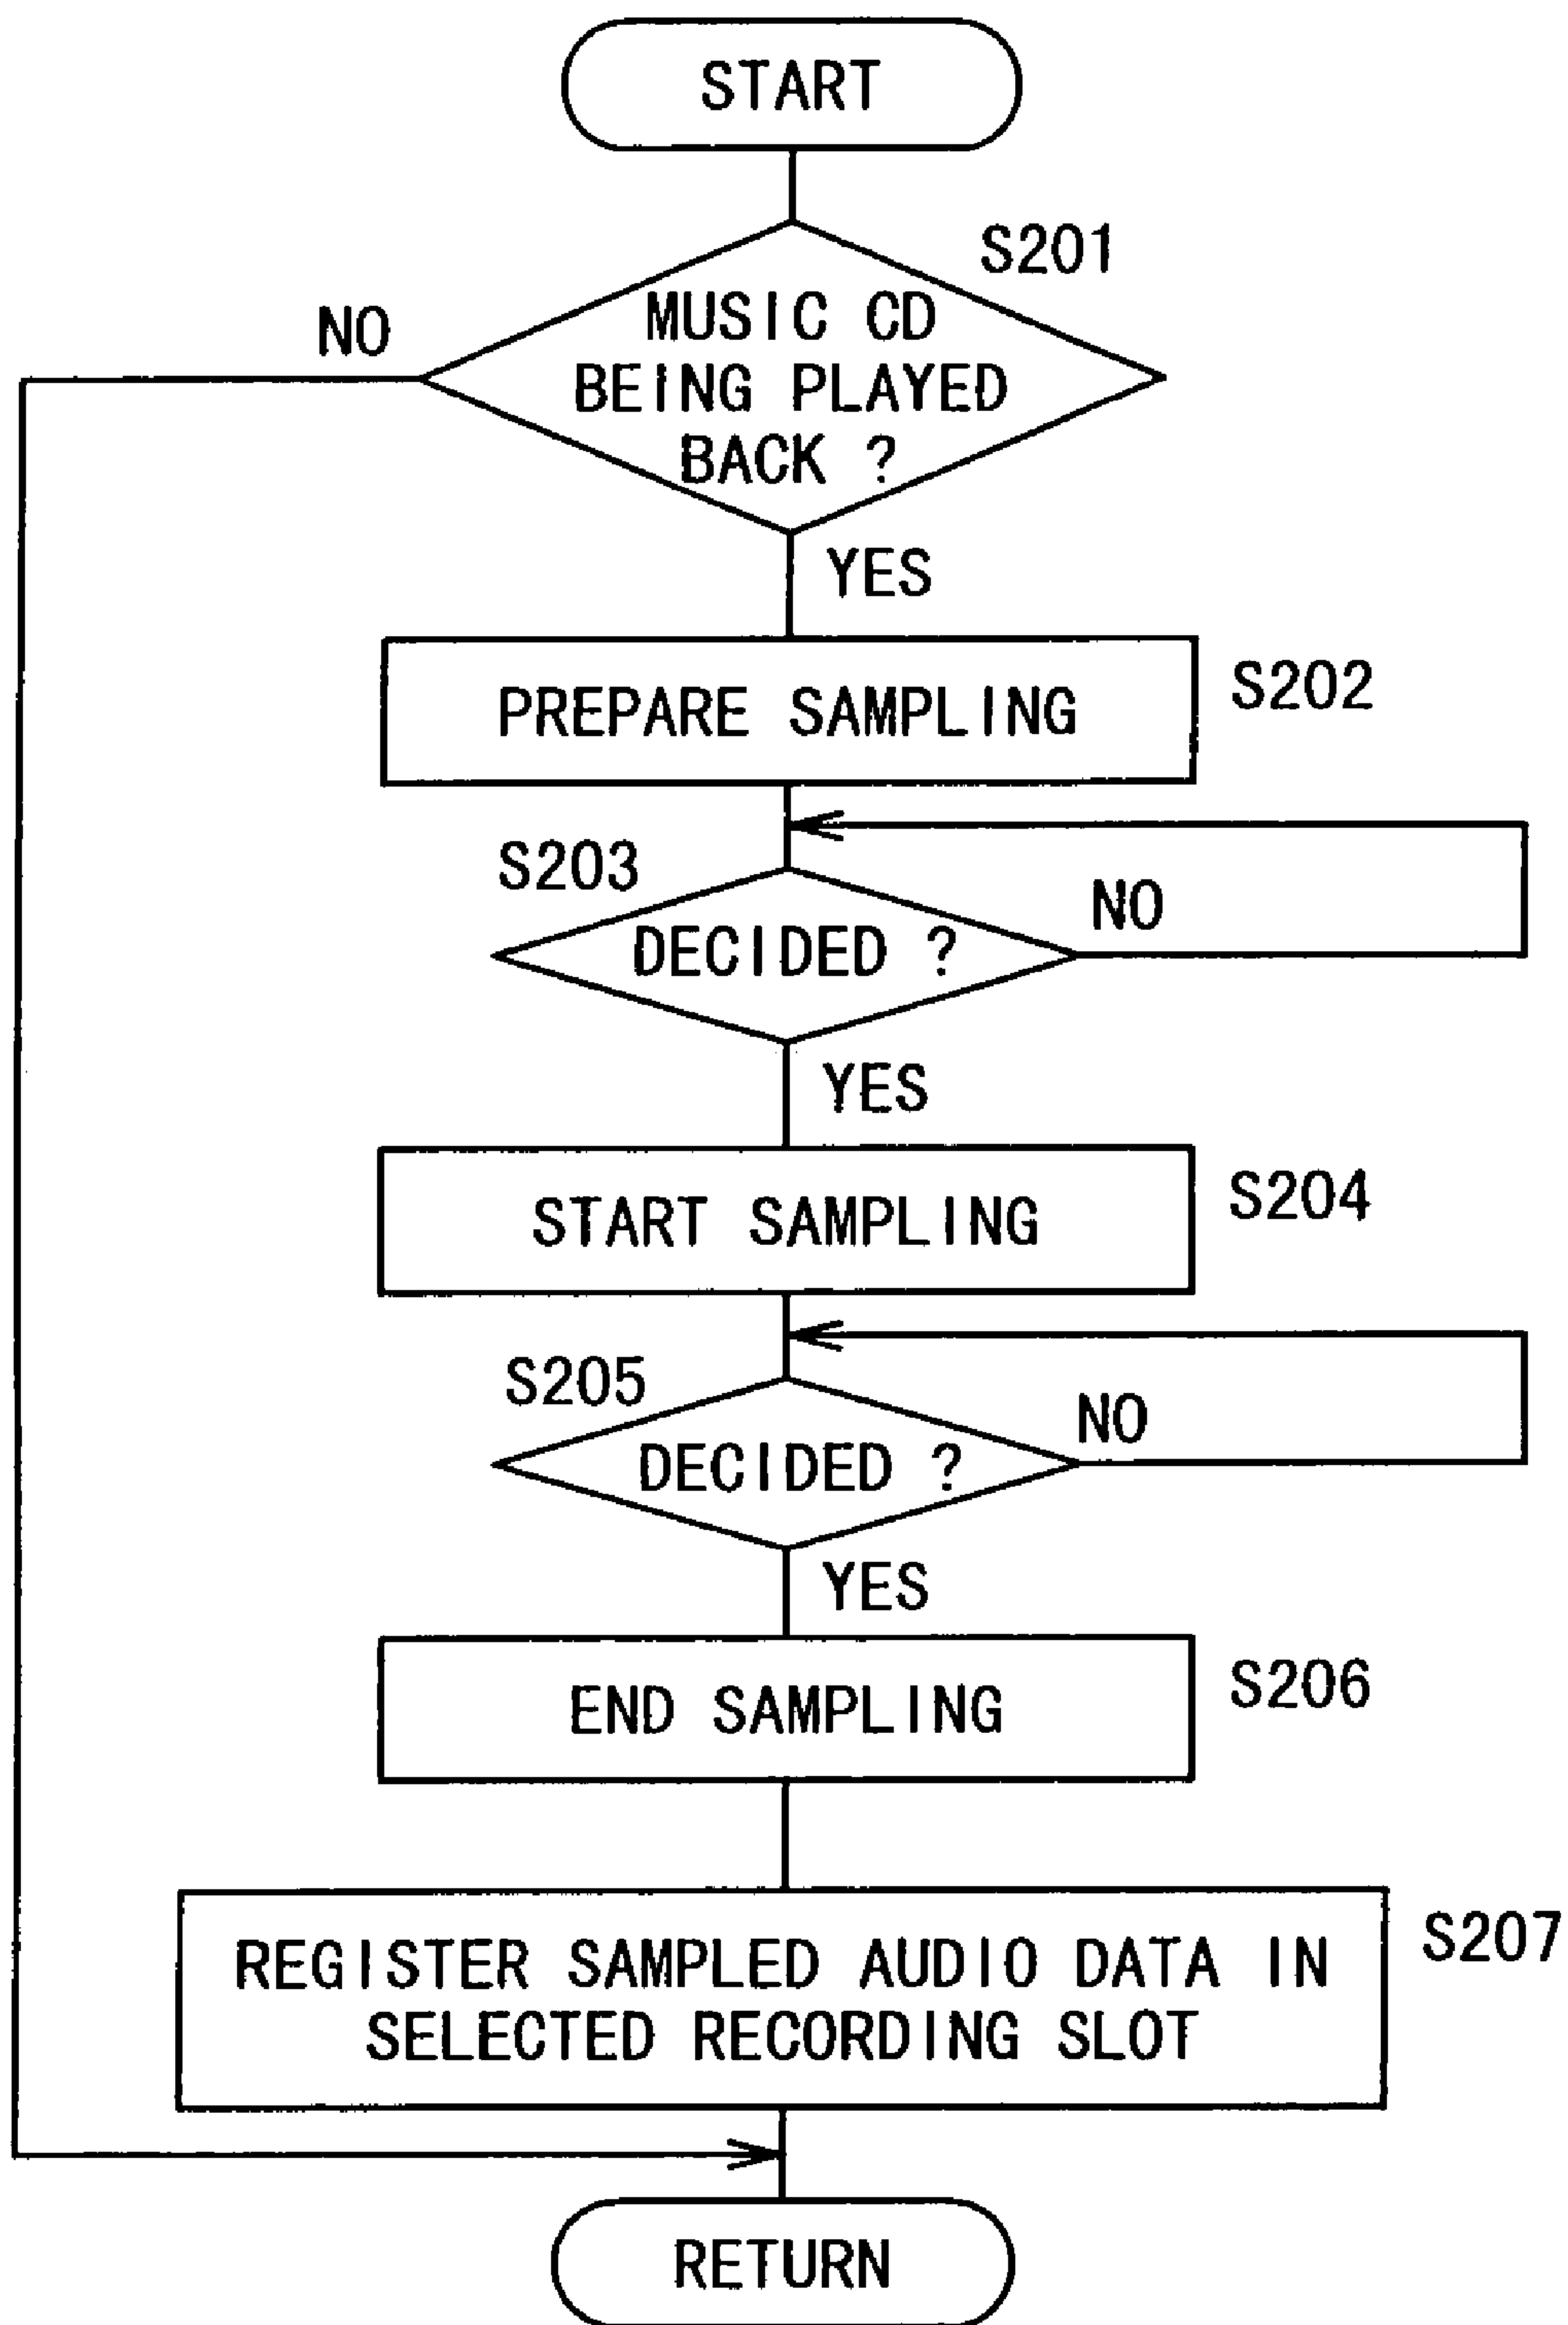 START
S201
NO
MUSIC CD
BEING PLAYED
BACK ?
YES
PREPARE SAMPLING
S202
S203
NO
DECIDED ?
YES
START SAMPLING
S204
S205
NO
DECIDED ?
YES
END SAMPLING
S206
REGISTER SAMPLED AUDIO DATA IN
SELECTED RECORDING SLOT
S207
RETURN